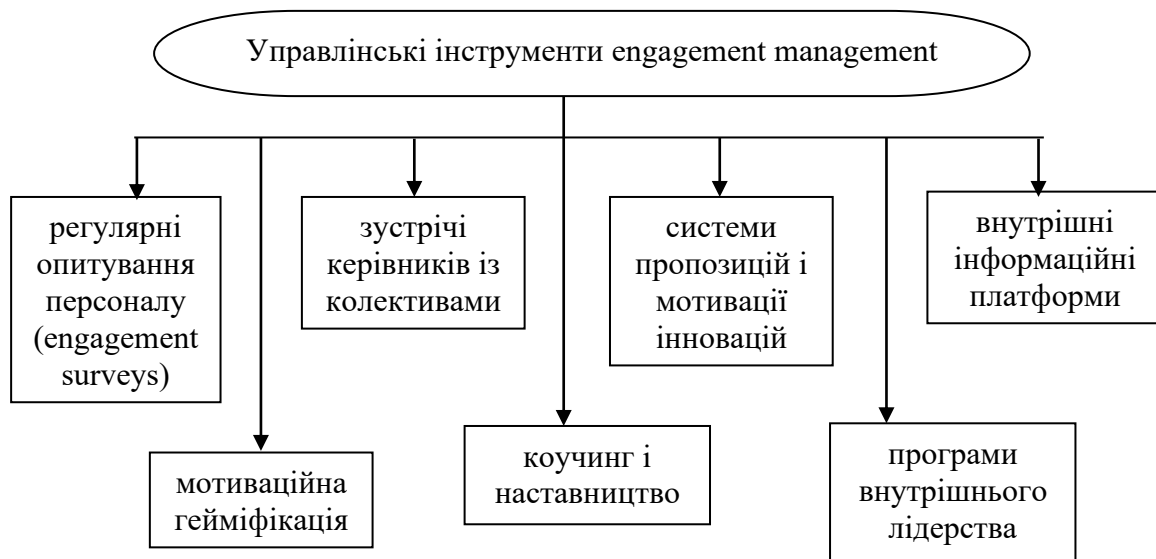 Управлінські інструменти engagement management
регулярні
опитування
персоналу
(engagement
surveys)
зустрічі
керівників із
колективами
системи
пропозицій і
мотивації
інновацій
внутрішні
інформаційні
платформи
мотиваційна
гейміфікація
коучинг і
наставництво
програми
внутрішнього
лідерства